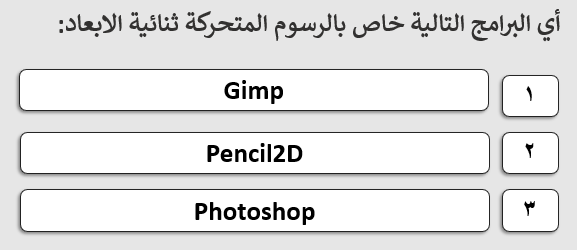 أي البرامج التالية خاص بالرسوم المتحركة ثنائية الابعاد:
١ Gimp
٢ Pencil2D
٣ Photoshop